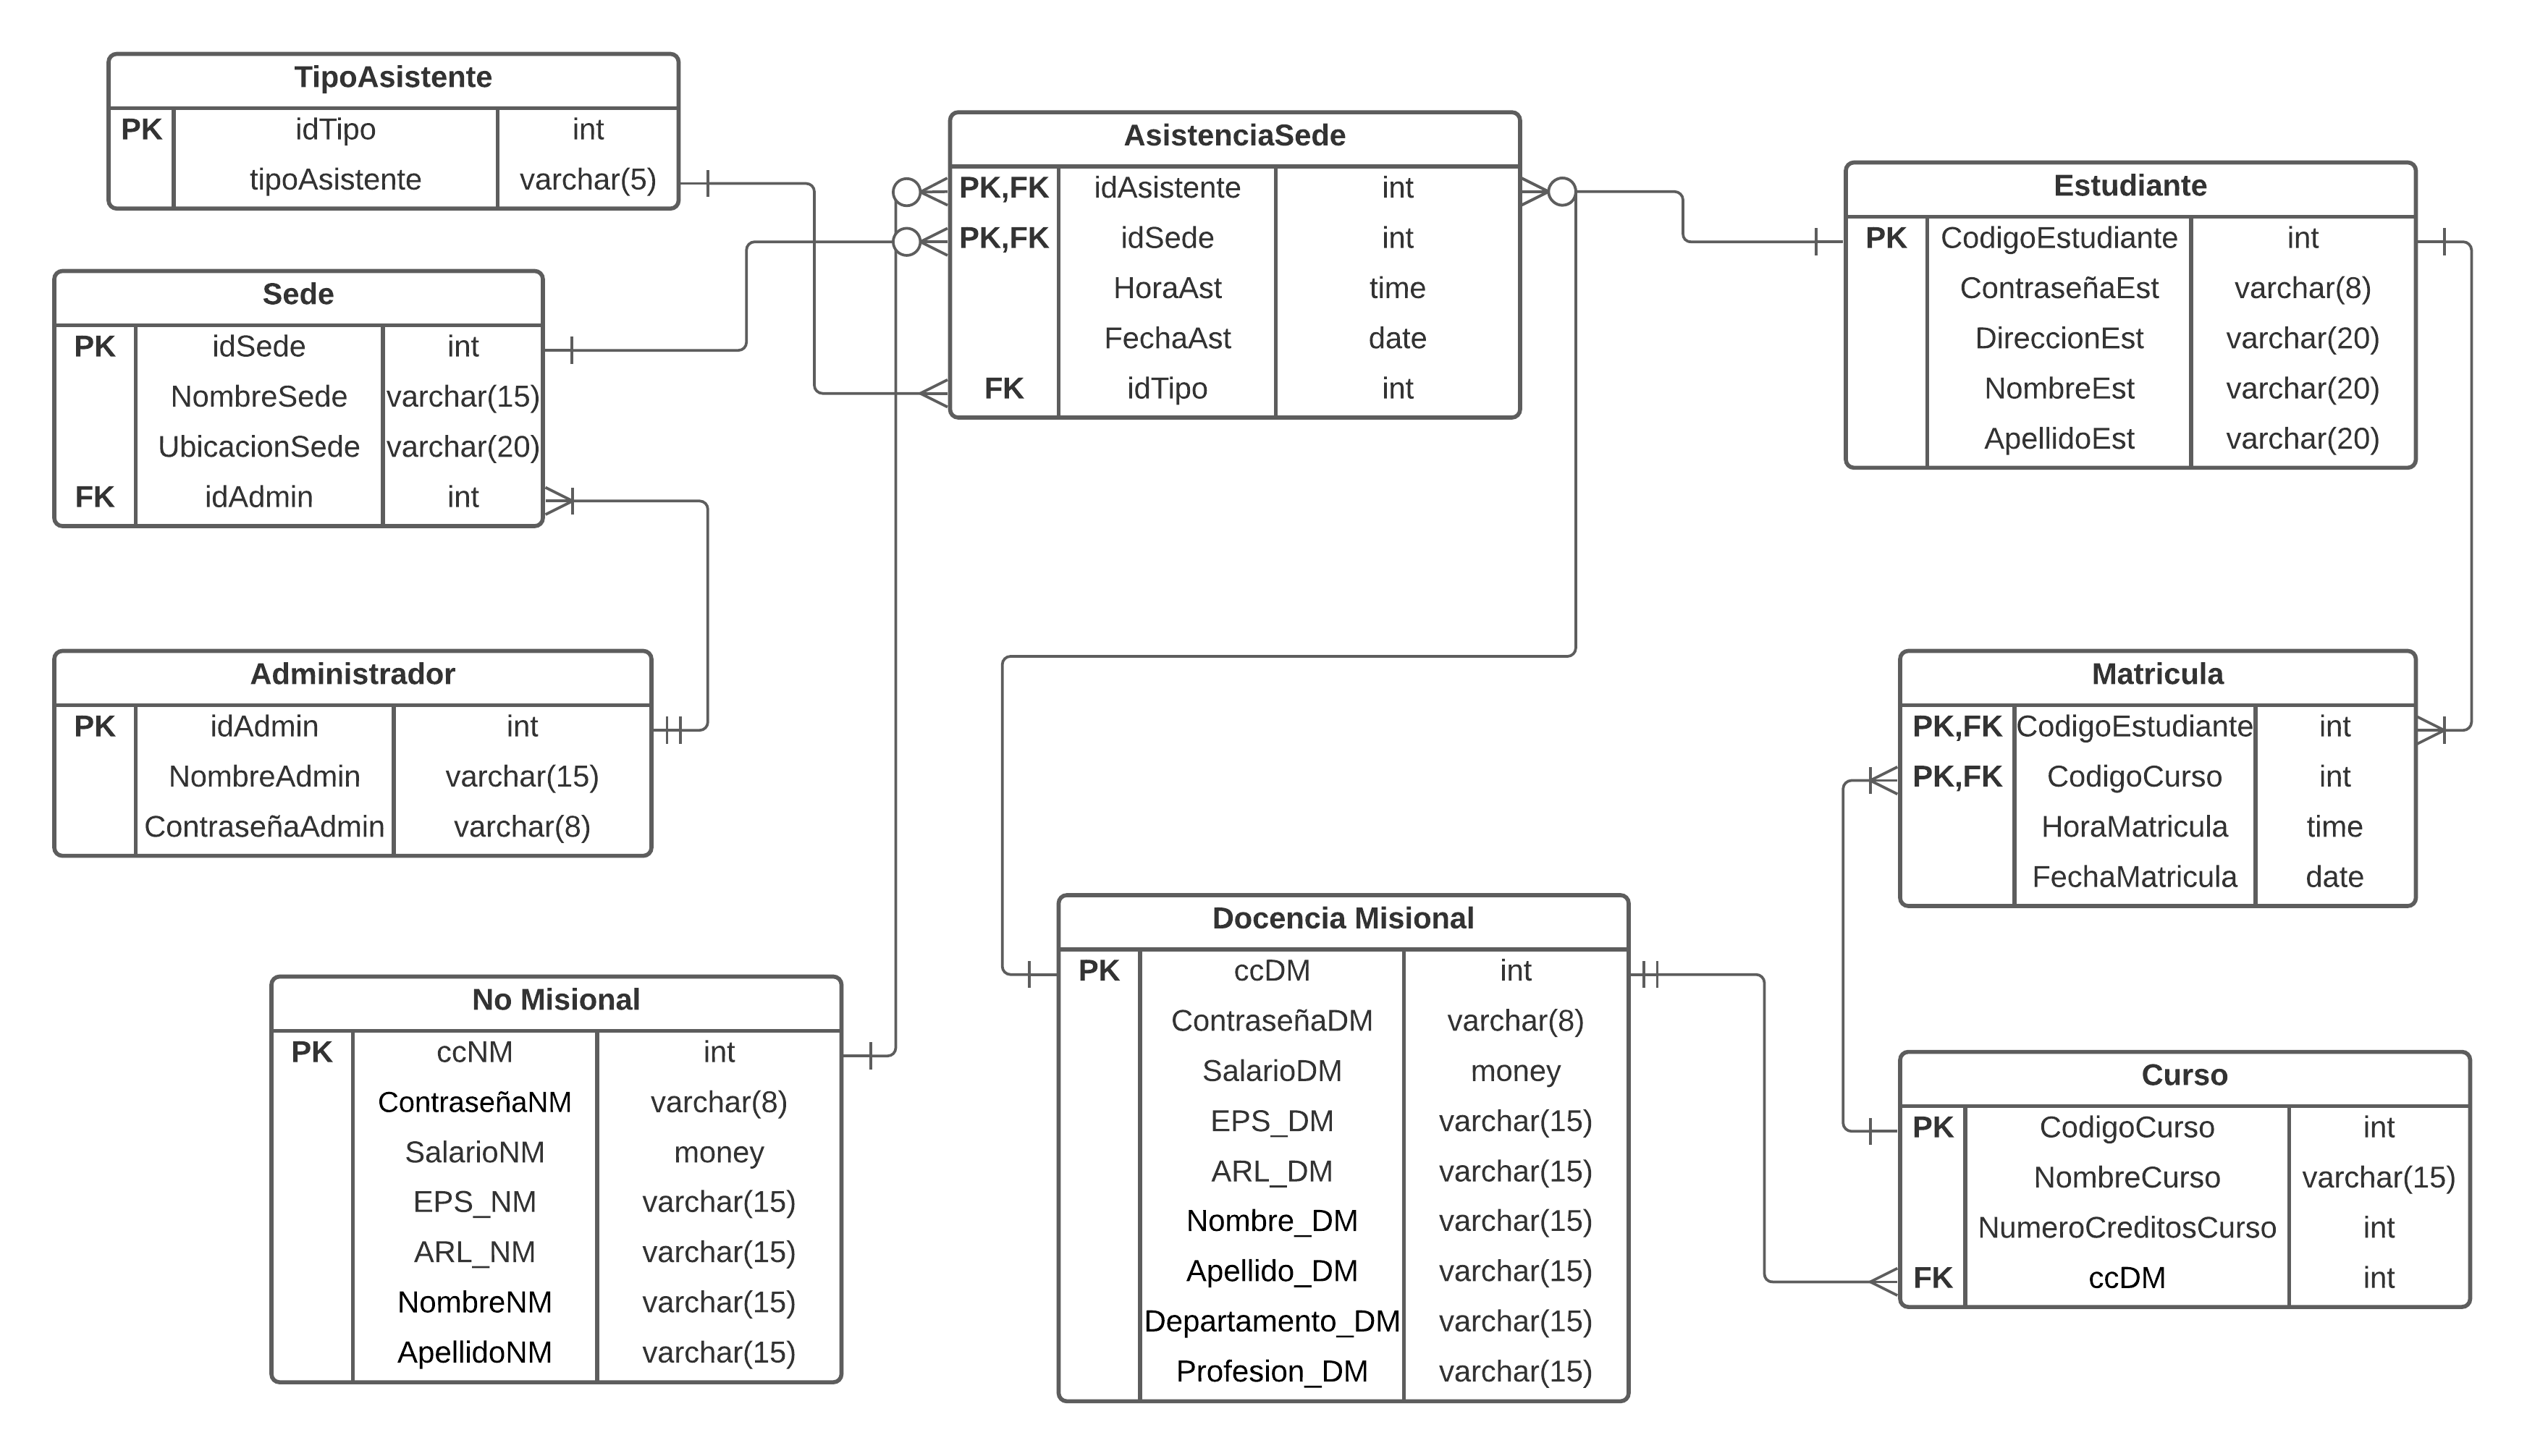 TipoAsistente
PK idTipo int
tipoAsistente varchar(5)
Sede
PK idSede int
NombreSede varchar(15)
UbicacionSede varchar(20)
FK idAdmin int
Administrador
PK idAdmin int
NombreAdmin varchar(15)
ContraseñaAdmin varchar(8)
No Misional
PK ccNM int
ContraseñaNM varchar(8)
SalarioNM money
EPS_NM varchar(15)
ARL_NM varchar(15)
NombreNM varchar(15)
ApellidoNM varchar(15)
AsistenciaSede
PK,FK idAsistente int
PK,FK idSede int
HoraAst time
FechaAst date
FK idTipo int
Docencia Misional
PK ccDM int
ContraseñaDM varchar(8)
SalarioDM money
EPS_DM varchar(15)
ARL_DM varchar(15)
Nombre_DM varchar(15)
Apellido_DM varchar(15)
Departamento_DM varchar(15)
Profesion_DM varchar(15)
Estudiante
PK CodigoEstudiante int
ContraseñaEst varchar(8)
DireccionEst varchar(20)
NombreEst varchar(20)
ApellidoEst varchar(20)
Matricula
PK,FK CodigoEstudiante int
PK,FK CodigoCurso int
HoraMatricula time
FechaMatricula date
Curso
PK CodigoCurso int
NombreCurso varchar(15)
NumeroCreditosCurso int
FK ccDM int